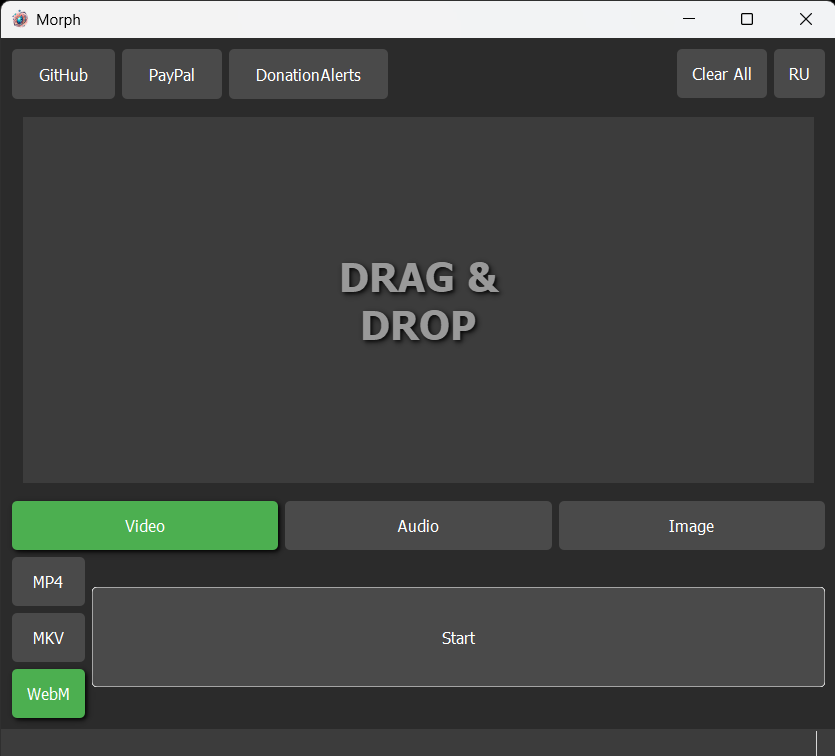 Morph
GitHub PayPal DonationAlerts Clear All RU
DRAG &
DROP
Video Audio Image
MP4
MKV
Start
WebM